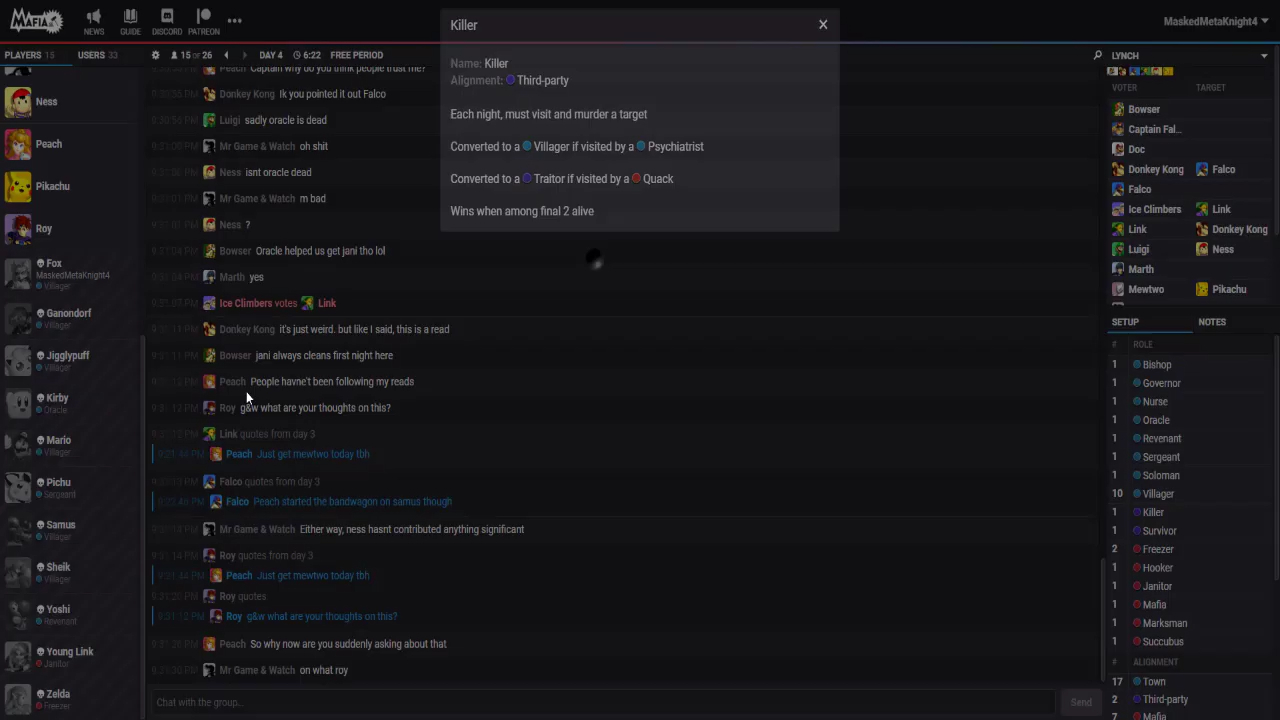 MAFIA
NEWS
GUIDE
DISCORD
PATREON
MaskedMetaKnight4
PLAYERS 15
USERS 33
15 of 26
DAY 4
6:22
FREE PERIOD
Ness
Peach
Pikachu
Roy
Fox
MaskedMetaKnight4
Villager
Ganondorf
Villager
Jigglypuff
Villager
Kirby
Oracle
Mario
Villager
Pichu
Sergeant
Samus
Villager
Sheik
Villager
Yoshi
Revenant
Young Link
Janitor
Zelda
Freezer
Peach Captain why do you think people trust me?
Donkey Kong Ik you pointed it out Falco
Luigi sadly oracle is dead
Mr Game & Watch oh shit
Ness isnt oracle dead
Mr Game & Watch m bad
Ness ?
Bowser Oracle helped us get jani tho lol
Marth yes
Ice Climbers votes Link
Donkey Kong it's just weird. but like I said, this is a read
Bowser jani always cleans first night here
Peach People havne't been following my reads
Roy g&w what are your thoughts on this?
Link quotes from day 3
Peach Just get mewtwo today tbh
Falco quotes from day 3
Falco Peach started the bandwagon on samus though
Mr Game & Watch Either way, ness hasnt contributed anything significant
Roy quotes from day 3
Peach Just get mewtwo today tbh
Roy quotes
9:31:12 PM Roy g&w what are your thoughts on this?
Peach So why now are you suddenly asking about that
Mr Game & Watch on what roy
Chat with the group...
Send
Killer
Name: Killer
Alignment: Third-party
Each night, must visit and murder a target
Converted to a Villager if visited by a Psychiatrist
Converted to a Traitor if visited by a Quack
Wins when among final 2 alive
LYNCH
VOTER TARGET
Bowser
Captain Fal...
Doc
Donkey Kong Falco
Falco
Ice Climbers Link
Link Donkey Kong
Luigi Ness
Marth
Mewtwo Pikachu
SETUP
NOTES
# ROLE
1 Bishop
1 Governor
1 Nurse
1 Oracle
1 Revenant
1 Sergeant
1 Soloman
10 Villager
1 Killer
1 Survivor
2 Freezer
1 Hooker
1 Janitor
1 Mafia
1 Marksman
1 Succubus
# ALIGNMENT
17 Town
2 Third-party
7 Mafia